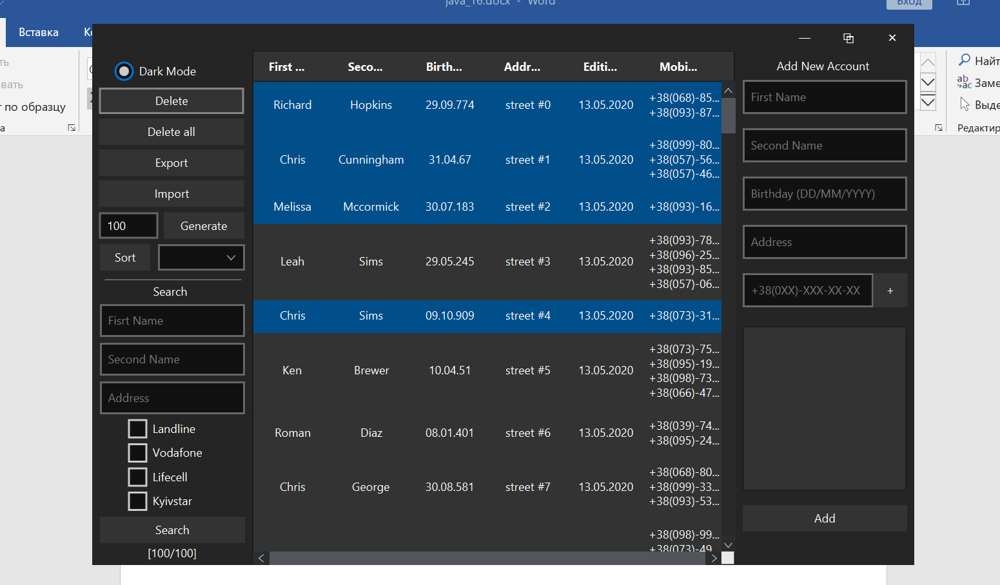 java_16.docx - Word
Вход
Вставка
вать
т по образцу
Найт
Заме
Выде
Редактир
Dark Mode
Delete
Delete all
Export
Import
100
Generate
Sort
Search
Fisrt Name
Second Name
Address
Landline
Vodafone
Lifecell
Kyivstar
Search
[100/100]
First ... Seco... Birth... Addr... Editi... Mobi...
Richard Hopkins 29.09.774 street #0 13.05.2020 +38(068)-85...
+38(093)-87...
Chris Cunningham 31.04.67 street #1 13.05.2020 +38(099)-80...
+38(057)-56...
+38(057)-46...
Melissa Mccormick 30.07.183 street #2 13.05.2020 +38(093)-16...
Leah Sims 29.05.245 street #3 13.05.2020 +38(093)-78...
+38(096)-25...
+38(093)-85...
+38(057)-06...
Chris Sims 09.10.909 street #4 13.05.2020 +38(073)-31...
Ken Brewer 10.04.51 street #5 13.05.2020 +38(073)-75...
+38(095)-19...
+38(098)-73...
+38(066)-47...
Roman Diaz 08.01.401 street #6 13.05.2020 +38(039)-74...
+38(095)-24...
Chris George 30.08.581 street #7 13.05.2020 +38(068)-80...
+38(099)-33...
+38(093)-53...
+38(098)-99...
+38(073)-49...
Add New Account
First Name
Second Name
Birthday (DD/MM/YYYY)
Address
+38(0XX)-XXX-XX-XX +
Add